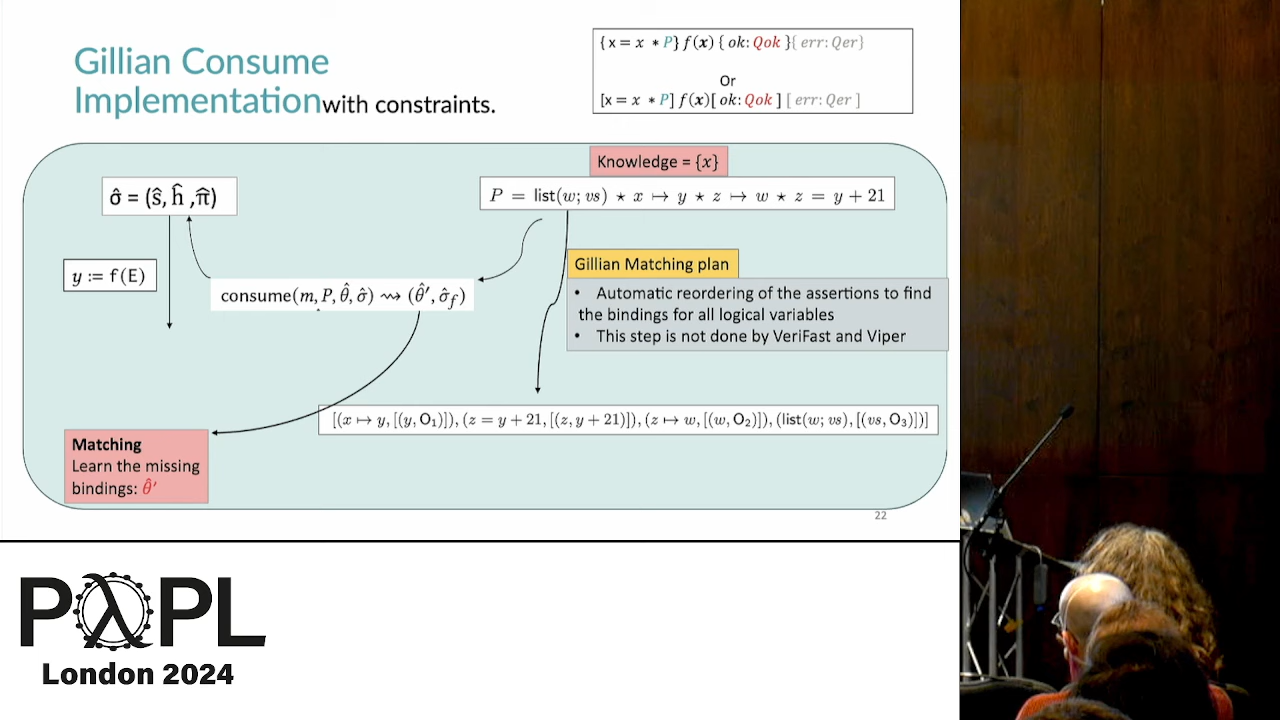 Gillian Consume
Implementation with constraints.
{ x = x * P} f(x) { ok: Qok }{ err: Qer}
Or
[x = x * P] f(x)[ ok: Qok ] [ err: Qer ]
Knowledge = {x}
σ̂ = (ŝ, ĥ ,π̂)
P = list(w; vs) ⋆ x ↦ y ⋆ z ↦ w ⋆ z = y + 21
y := f(E)
Gillian Matching plan
consume(m, P, θ̂, σ̂) ⇝ (θ̂′, σ̂f)
• Automatic reordering of the assertions to find
the bindings for all logical variables
• This step is not done by VeriFast and Viper
[(x ↦ y, [(y, O₁)]), (z = y + 21, [(z, y + 21)]), (z ↦ w, [(w, O₂)]), (list(w; vs), [(vs, O₃)])]
Matching
Learn the missing
bindings: θ̂′
22
PλPL
London 2024